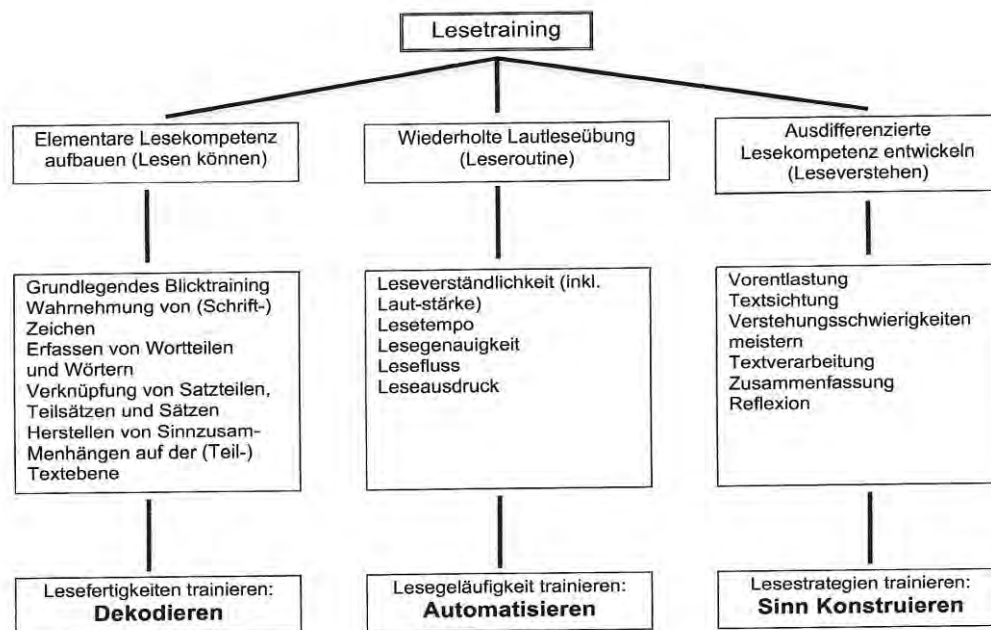 Lesetraining
Elementare Lesekompetenz
aufbauen (Lesen können)
Wiederholte Lautleseübung
(Leseroutine)
Ausdifferenzierte
Lesekompetenz entwickeln
(Leseverstehen)
Grundlegendes Blicktraining
Wahrnehmung von (Schrift-)
Zeichen
Erfassen von Wortteilen
und Wörtern
Verknüpfung von Satzteilen,
Teilsätzen und Sätzen
Herstellen von Sinnzusam-
Menhängen auf der (Teil-)
Textebene
Leseverständlichkeit (inkl.
Laut-stärke)
Lesetempo
Lesegenauigkeit
Lesefluss
Leseausdruck
Vorentlastung
Textsichtung
Verstehungsschwierigkeiten
meistern
Textverarbeitung
Zusammenfassung
Reflexion
Lesefertigkeiten trainieren:
Dekodieren
Lesegeläufigkeit trainieren:
Automatisieren
Lesestrategien trainieren:
Sinn Konstruieren